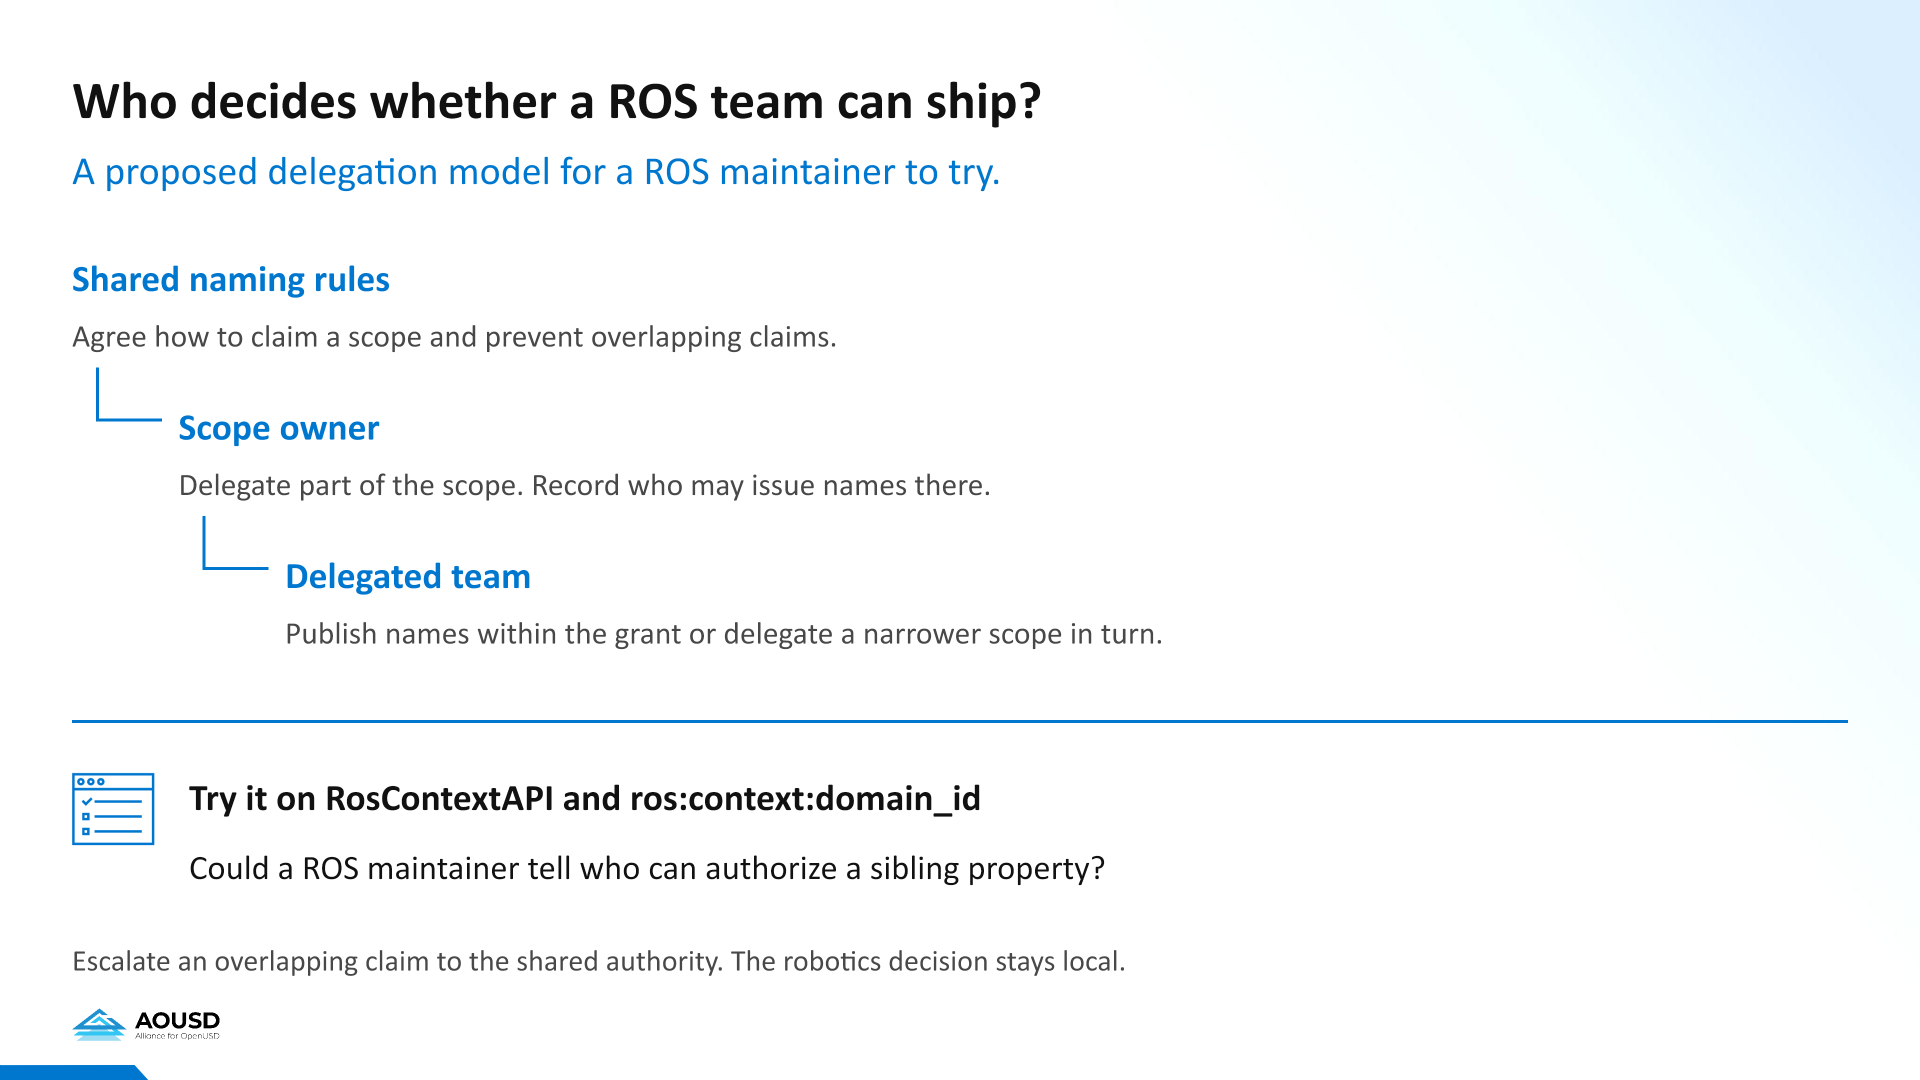 Who decides whether a ROS team can ship?
A proposed delegation model for a ROS maintainer to try.
Shared naming rules
Agree how to claim a scope and prevent overlapping claims.
Scope owner
Delegate part of the scope. Record who may issue names there.
Delegated team
Publish names within the grant or delegate a narrower scope in turn.
Try it on RosContextAPI and ros:context:domain_id
Could a ROS maintainer tell who can authorize a sibling property?
Escalate an overlapping claim to the shared authority. The robotics decision stays local.
AOUSD
Alliance for OpenUSD